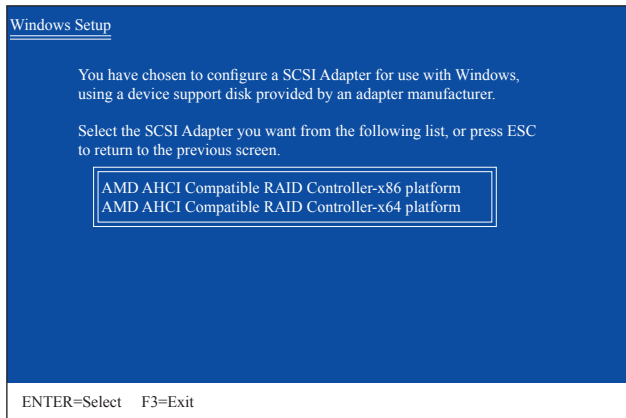 Windows Setup
You have chosen to configure a SCSI Adapter for use with Windows,
using a device support disk provided by an adapter manufacturer.
Select the SCSI Adapter you want from the following list, or press ESC
to return to the previous screen.
AMD AHCI Compatible RAID Controller-x86 platform
AMD AHCI Compatible RAID Controller-x64 platform
ENTER=Select F3=Exit